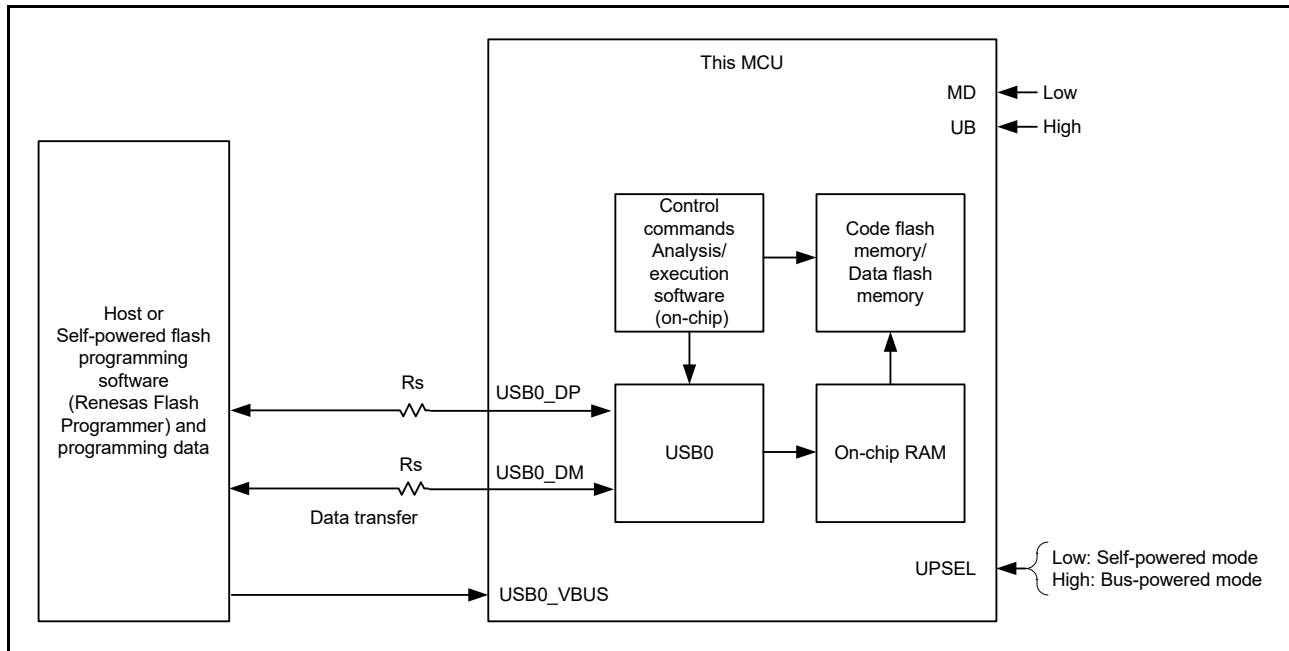 This MCU
MD
Low
UB
High
Host or
Self-powered flash
programming
software
(Renesas Flash
Programmer) and
programming data
Control
commands
Analysis/
execution
software
(on-chip)
Code flash
memory/
Data flash
memory
Rs
USB0_DP
Rs
USB0_DM
Data transfer
USB0
On-chip RAM
UPSEL
Low: Self-powered mode
High: Bus-powered mode
USB0_VBUS